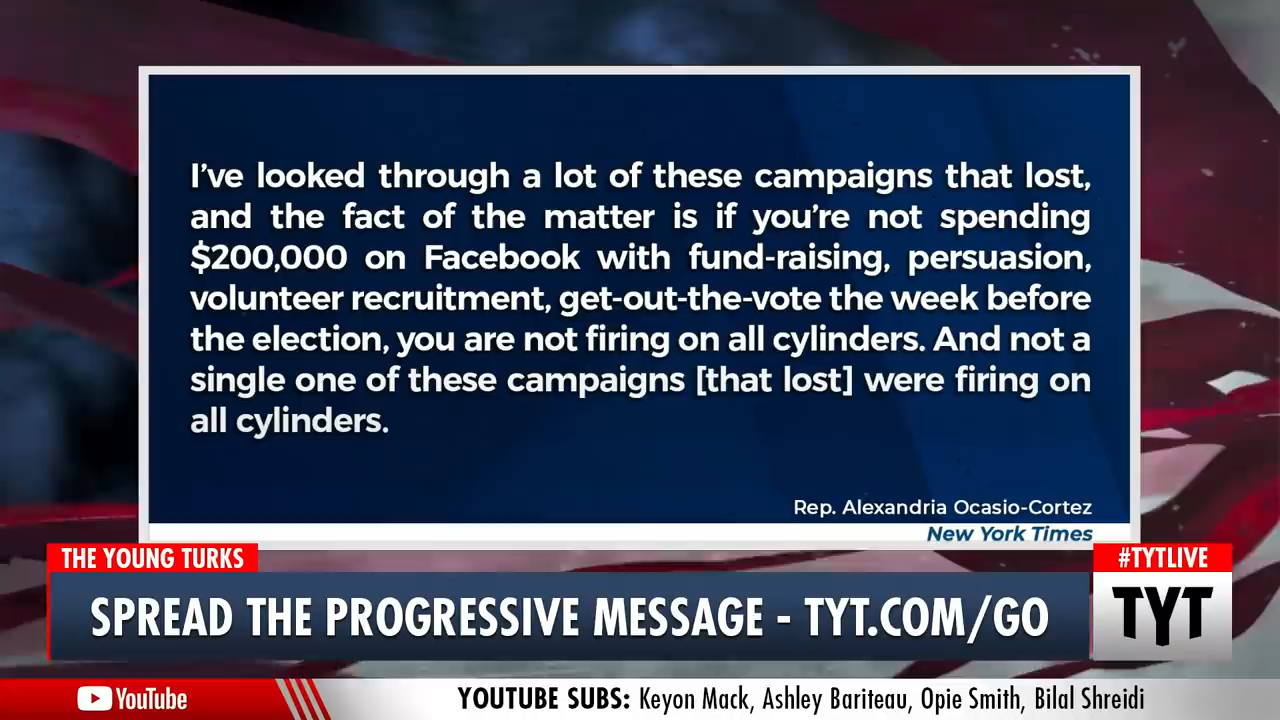 I've looked through a lot of these campaigns that lost,
and the fact of the matter is if you're not spending
$200,000 on Facebook with fund-raising, persuasion,
volunteer recruitment, get-out-the-vote the week before
the election, you are not firing on all cylinders. And not a
single one of these campaigns [that lost] were firing on
all cylinders.
Rep. Alexandria Ocasio-Cortez
New York Times
THE YOUNG TURKS
#TYTLIVE
SPREAD THE PROGRESSIVE MESSAGE - TYT.COM/GO
TYT
YouTube
YOUTUBE SUBS: Keyon Mack, Ashley Bariteau, Opie Smith, Bilal Shreidi